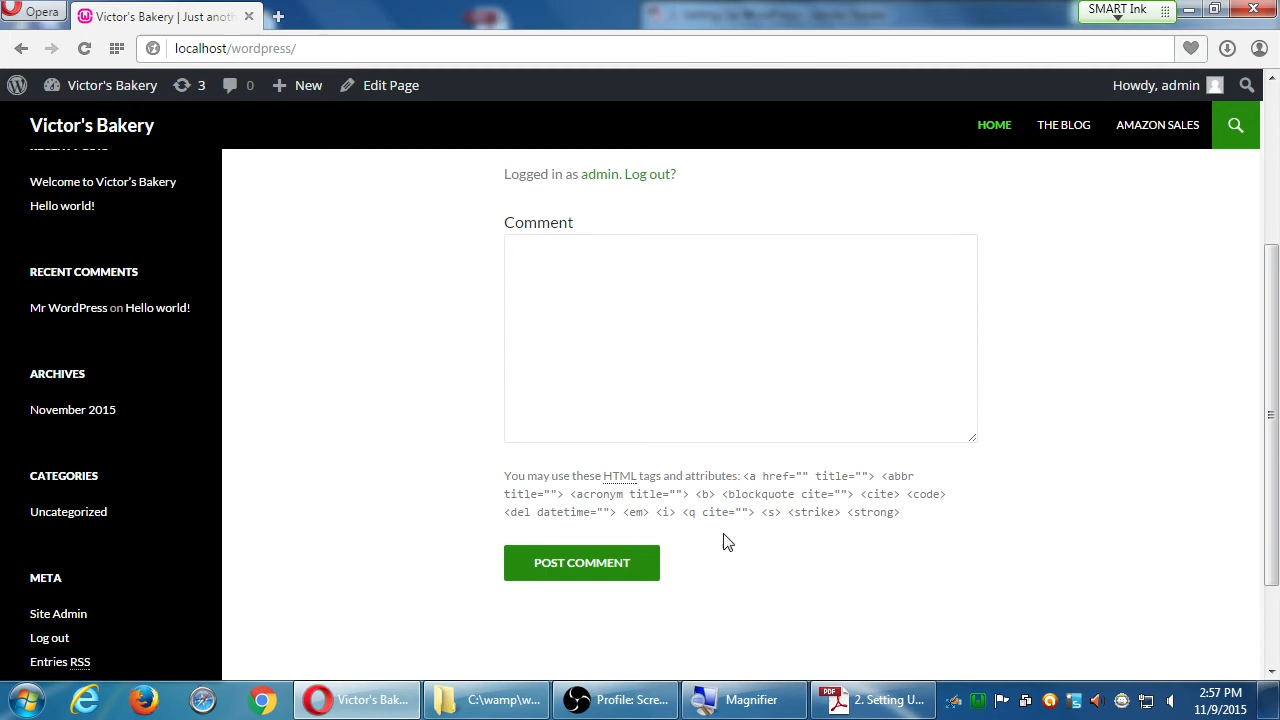 Opera
Victor's Bakery | Just anoth
SMART Ink
localhost/wordpress/
Victor's Bakery
3
0
New
Edit Page
Howdy, admin
Victor's Bakery
HOME
THE BLOG
AMAZON SALES
RECENT POSTS
Welcome to Victor's Bakery
Hello world!
RECENT COMMENTS
Mr WordPress on Hello world!
ARCHIVES
November 2015
CATEGORIES
Uncategorized
META
Site Admin
Log out
Entries RSS
Logged in as admin. Log out?
Comment
You may use these HTML tags and attributes: <a href="" title=""> <abbr
title=""> <acronym title=""> <b> <blockquote cite=""> <cite> <code>
<del datetime=""> <em> <i> <q cite=""> <s> <strike> <strong>
POST COMMENT
Victor's Bak...
C:\wamp\w...
Profile: Scre...
Magnifier
PDF
2. Setting U...
2:57 PM
11/9/2015